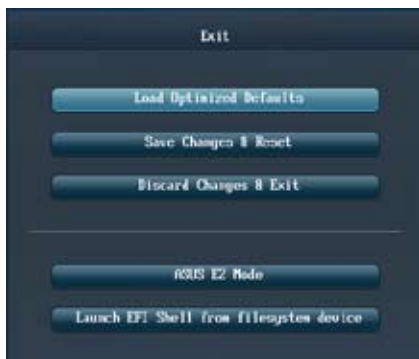 Exit
Load Optimized Defaults
Save Changes & Reset
Discard Changes & Exit
ASUS EZ Mode
Launch EFI Shell from filesystem device